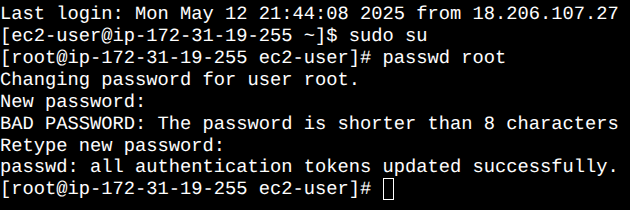 Last login: Mon May 12 21:44:08 2025 from 18.206.107.27
[ec2-user@ip-172-31-19-255 ~]$ sudo su
[root@ip-172-31-19-255 ec2-user]# passwd root
Changing password for user root.
New password:
BAD PASSWORD: The password is shorter than 8 characters
Retype new password:
passwd: all authentication tokens updated successfully.
[root@ip-172-31-19-255 ec2-user]#